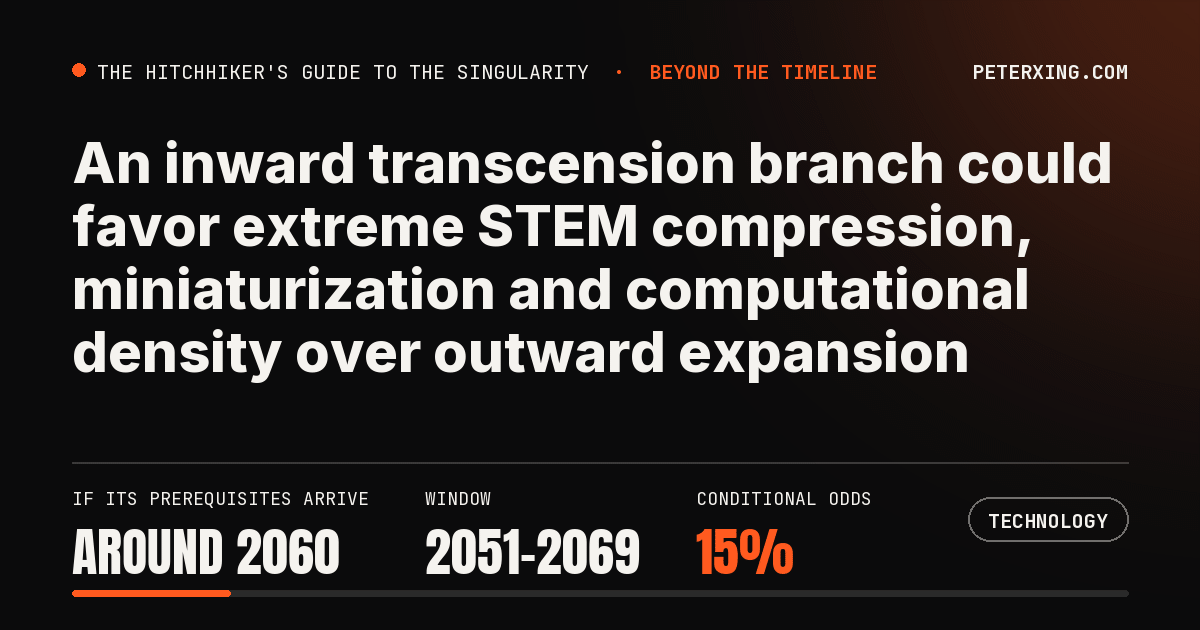 THE HITCHHIKER'S GUIDE TO THE SINGULARITY · BEYOND THE TIMELINE PETERXING.COM
An inward transcension branch could
favor extreme STEM compression,
miniaturization and computational
density over outward expansion
IF ITS PREREQUISITES ARRIVE WINDOW CONDITIONAL ODDS
AROUND 2060 2051-2069 15% TECHNOLOGY